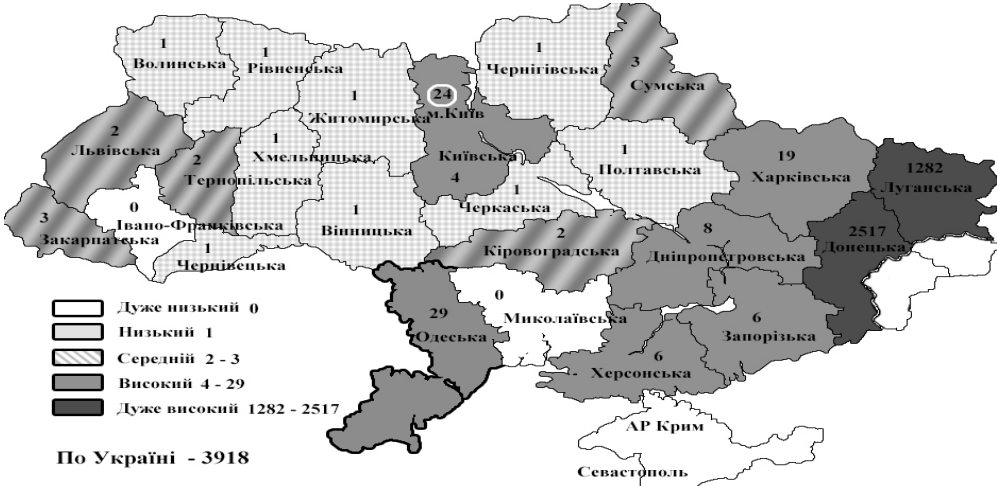 1
Волинська
1
Рівненська
1
Житомирська
24
м.Київ
Київська
4
1
Чернігівська
3
Сумська
2
Львівська
2
Тернопільська
1
Хмельницька
1
Полтавська
19
Харківська
1282
Луганська
3
Закарпатська
0
Івано-Франківська
1
Чернівецька
1
Вінницька
1
Черкаська
2
Кіровоградська
8
Дніпропетровська
2517
Донецька
29
Одеська
0
Миколаївська
6
Херсонська
6
Запорізька
АР Крим
Севастополь
Дуже низький 0
Низький 1
Середній 2 - 3
Високий 4 - 29
Дуже високий 1282 - 2517
По Україні - 3918